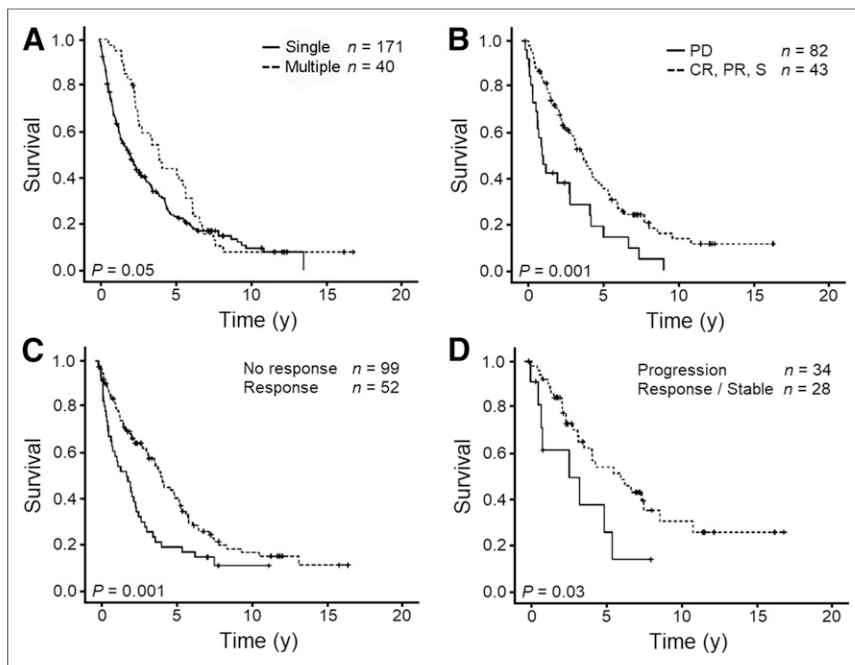 A
Single n = 171
Multiple n = 40
1.0
0.8
0.6
0.4
0.2
0.0
Survival
P = 0.05
0 5 10 15 20
Time (y)
B
PD n = 82
CR, PR, S n = 43
1.0
0.8
0.6
0.4
0.2
0.0
Survival
P = 0.001
0 5 10 15 20
Time (y)
C
No response n = 99
Response n = 52
1.0
0.8
0.6
0.4
0.2
0.0
Survival
P = 0.001
0 5 10 15 20
Time (y)
D
Progression n = 34
Response / Stable n = 28
1.0
0.8
0.6
0.4
0.2
0.0
Survival
P = 0.03
0 5 10 15 20
Time (y)